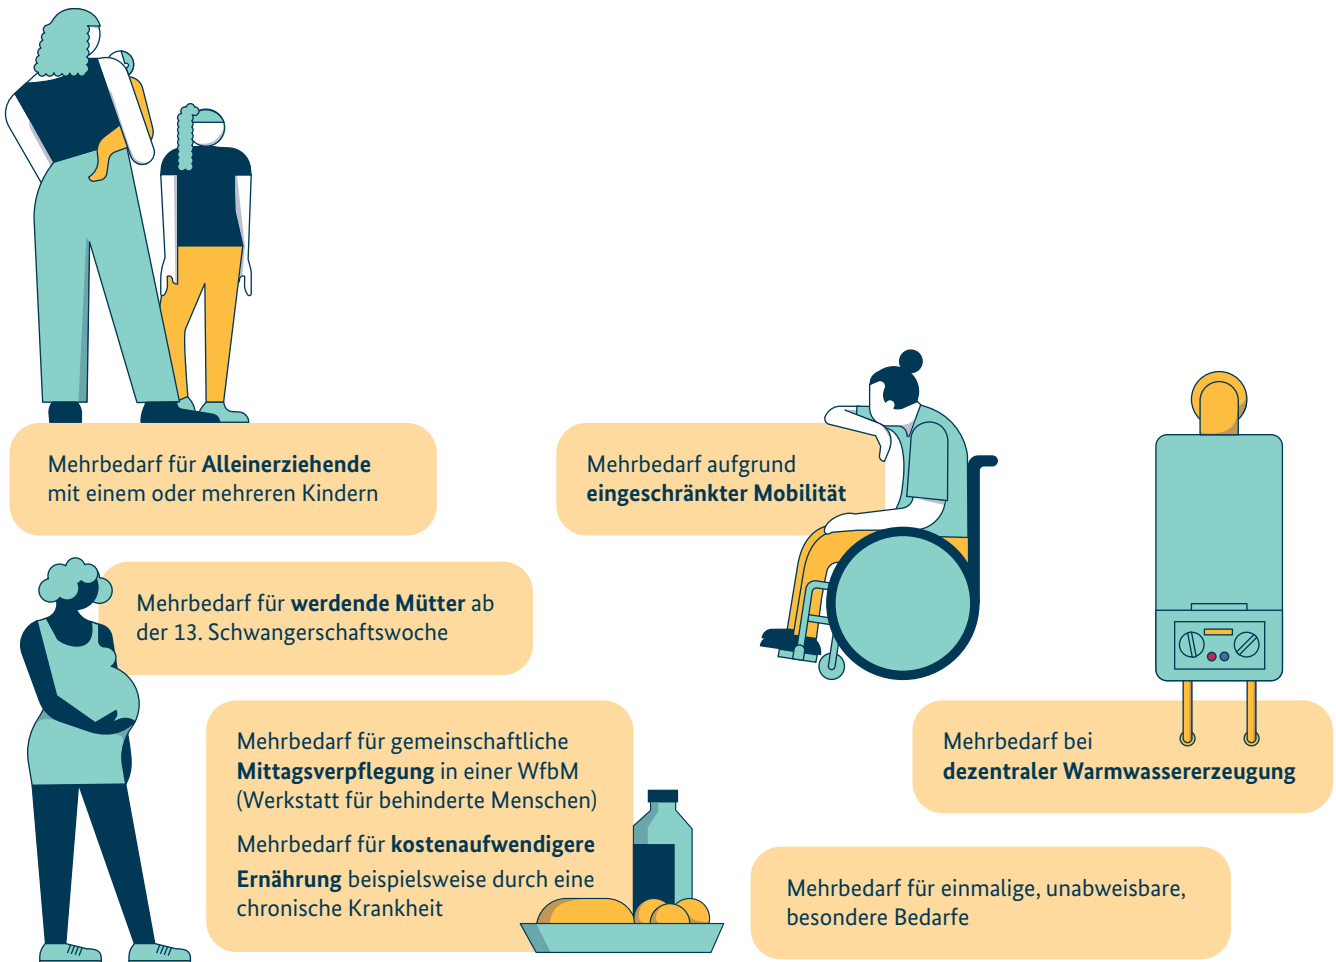 Mehrbedarf für Alleinerziehende
mit einem oder mehreren Kindern
Mehrbedarf aufgrund
eingeschränkter Mobilität
Mehrbedarf für werdende Mütter ab
der 13. Schwangerschaftswoche
Mehrbedarf für gemeinschaftliche
Mittagsverpflegung in einer WfbM
(Werkstatt für behinderte Menschen)
Mehrbedarf für kostenaufwendigere
Ernährung beispielsweise durch eine
chronische Krankheit
Mehrbedarf bei
dezentraler Warmwassererzeugung
Mehrbedarf für einmalige, unabweisbare,
besondere Bedarfe